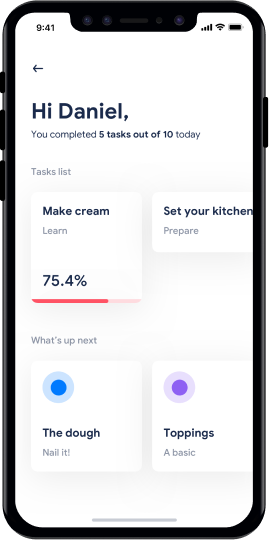 9:41
Hi Daniel,
You completed 5 tasks out of 10 today
Tasks list
Make cream
Learn
75.4%
Set your kitchen
Prepare
What's up next
The dough
Nail it!
Toppings
A basic